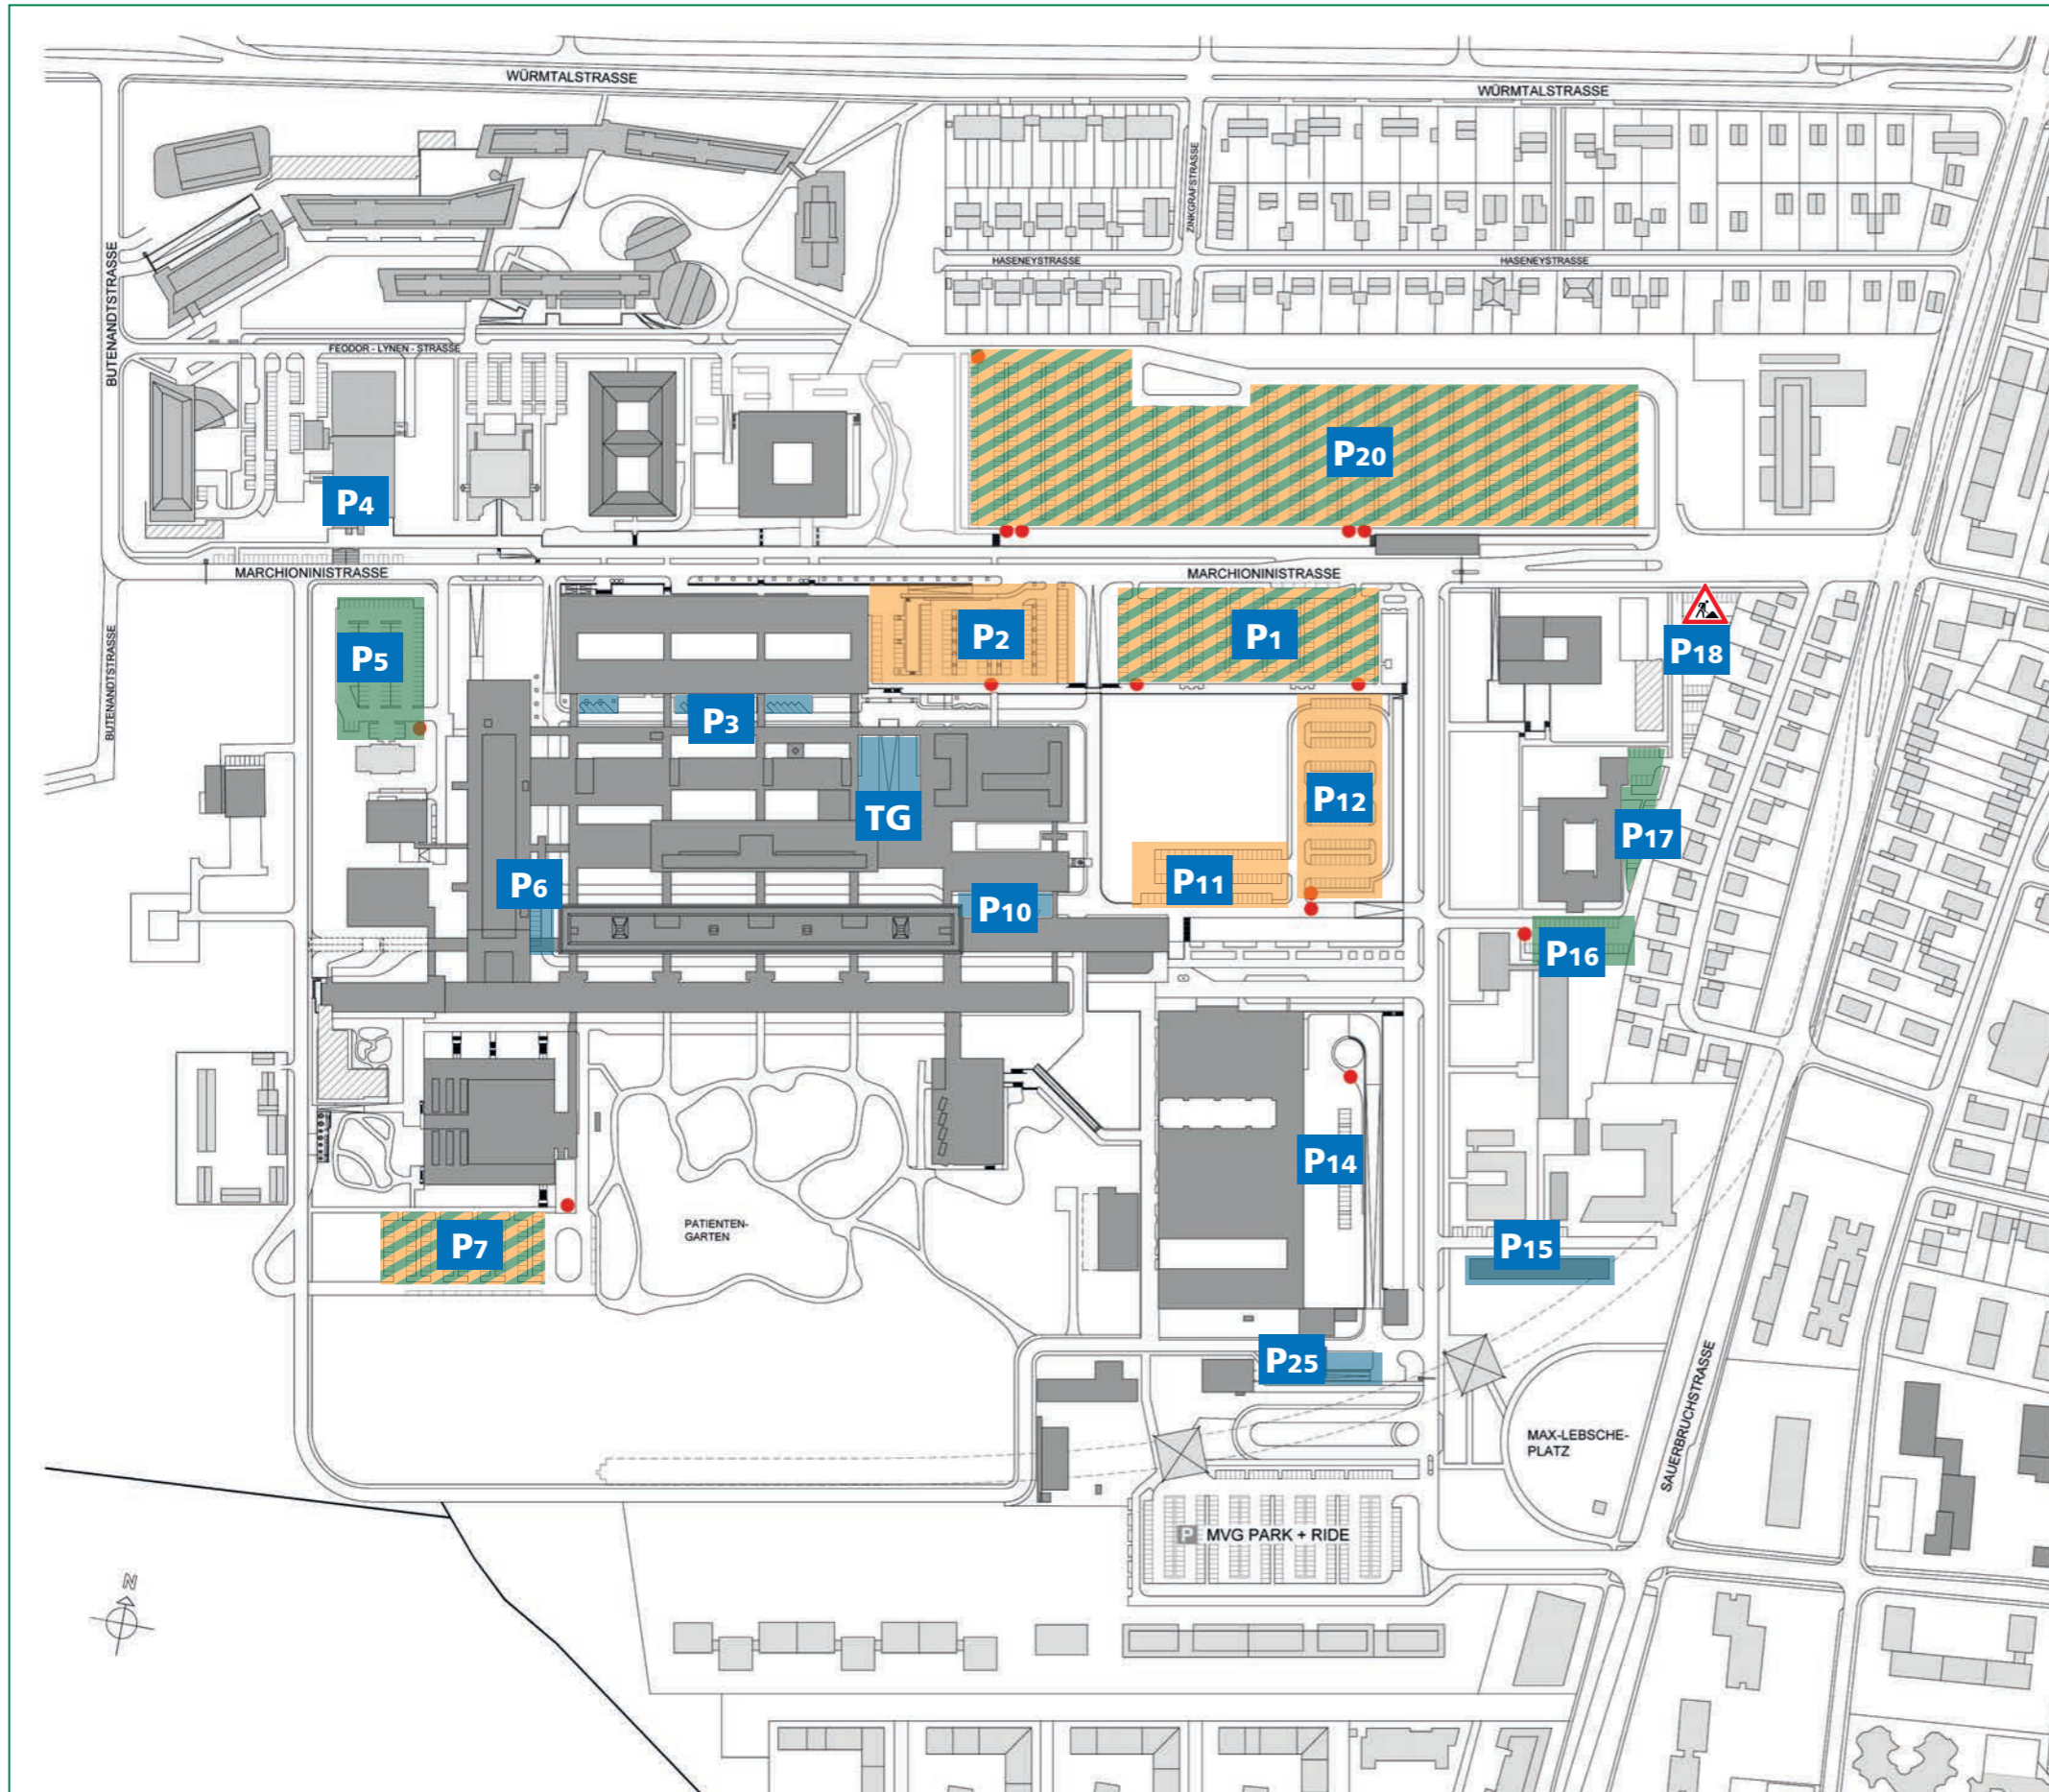 WÜRMTALSTRASSE
WÜRMTALSTRASSE
ZINKGRAFSTRASSE
BUTENANDTSTRASSE
HASENEYSTRASSE
HASENEYSTRASSE
FEODOR - LYNEN - STRASSE
P20
P4
MARCHIONINISTRASSE
MARCHIONINISTRASSE
BUTENANDTSTRASSE
P5
P2
P1
P18
P3
P12
TG
P17
P6
P11
P10
P16
P14
PATIENTEN-
GARTEN
P7
P15
P25
SAUERBRUCHSTRASSE
MAX-LEBSCHE-
PLATZ
P MVG PARK + RIDE
N